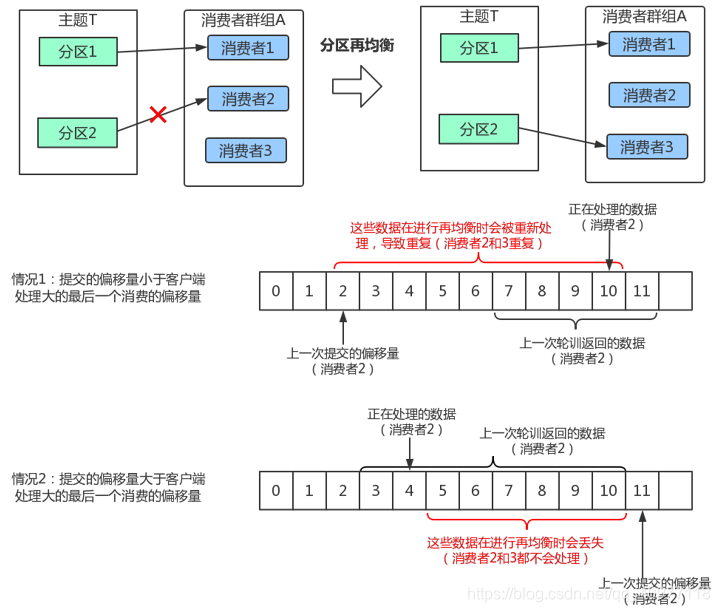 主题T
消费者群组A
分区1
消费者1
消费者2
分区2
消费者3
分区再均衡
主题T
消费者群组A
分区1
消费者1
消费者2
分区2
消费者3
正在处理的数据
（消费者2）
这些数据在进行再均衡时会被重新处
理，导致重复（消费者2和3重复）
情况1：提交的偏移量小于客户端
处理大的最后一个消费的偏移量
0 1 2 3 4 5 6 7 8 9 10 11
上一次提交的偏移量
（消费者2）
上一次轮训返回的数据
（消费者2）
正在处理的数据
（消费者2）
上一次轮训返回的数据
（消费者2）
情况2：提交的偏移量大于客户端
处理大的最后一个消费的偏移量
0 1 2 3 4 5 6 7 8 9 10 11
这些数据在进行再均衡时会丢失
（消费者2和3都不会处理）
上一次提交的偏移量
（消费者2）